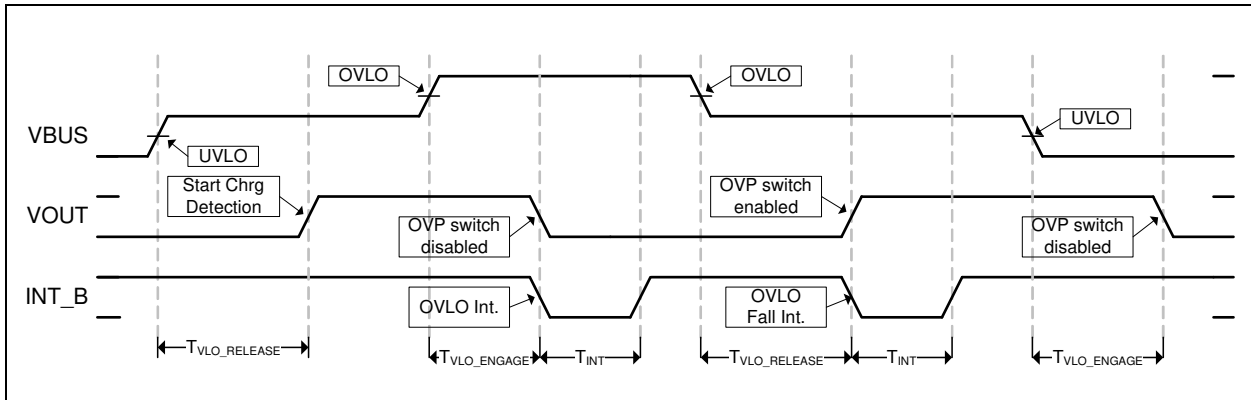 OVLO
OVLO
VBUS
UVLO
UVLO
Start Chrg
Detection
OVP switch
enabled
VOUT
OVP switch
disabled
OVP switch
disabled
INT_B
OVLO Int.
OVLO
Fall Int.
TVLO_RELEASE
TVLO_ENGAGE
TINT
TVLO_RELEASE
TINT
TVLO_ENGAGE